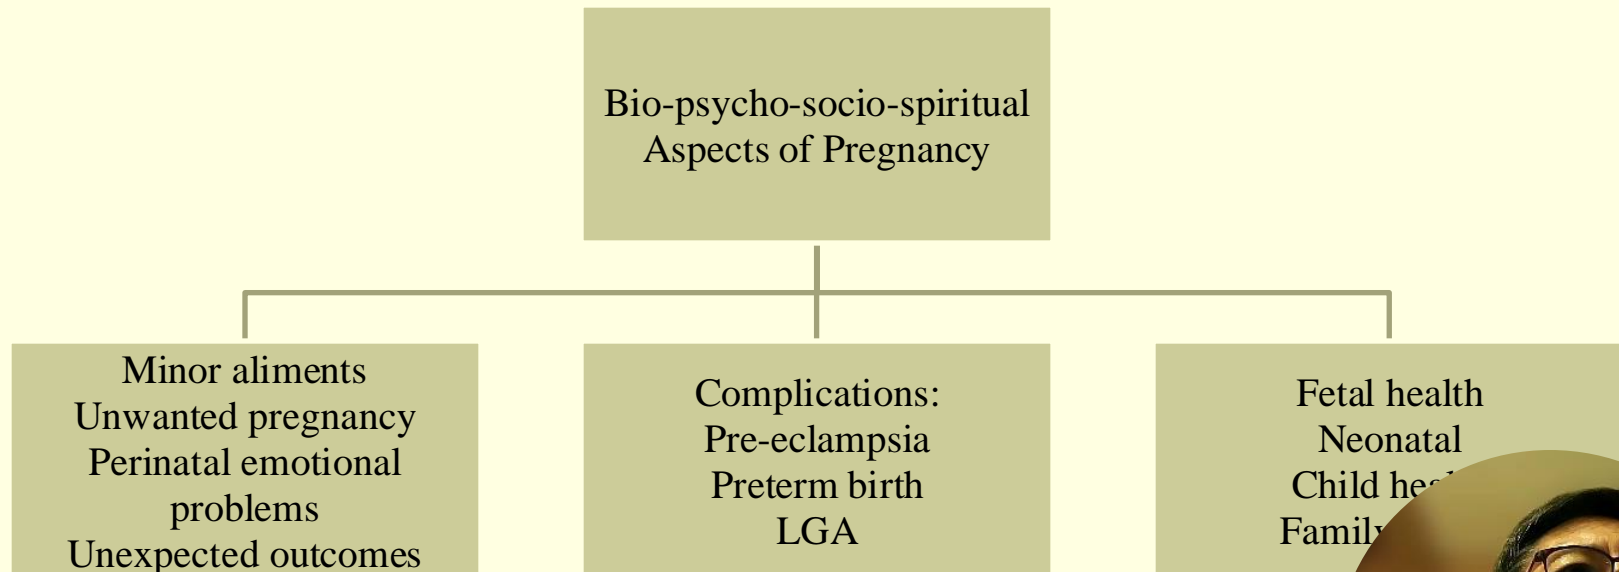 Bio-psycho-socio-spiritual
Aspects of Pregnancy
Minor aliments
Unwanted pregnancy
Perinatal emotional
problems
Unexpected outcomes
Complications:
Pre-eclampsia
Preterm birth
LGA
Fetal health
Neonatal
Child
Family